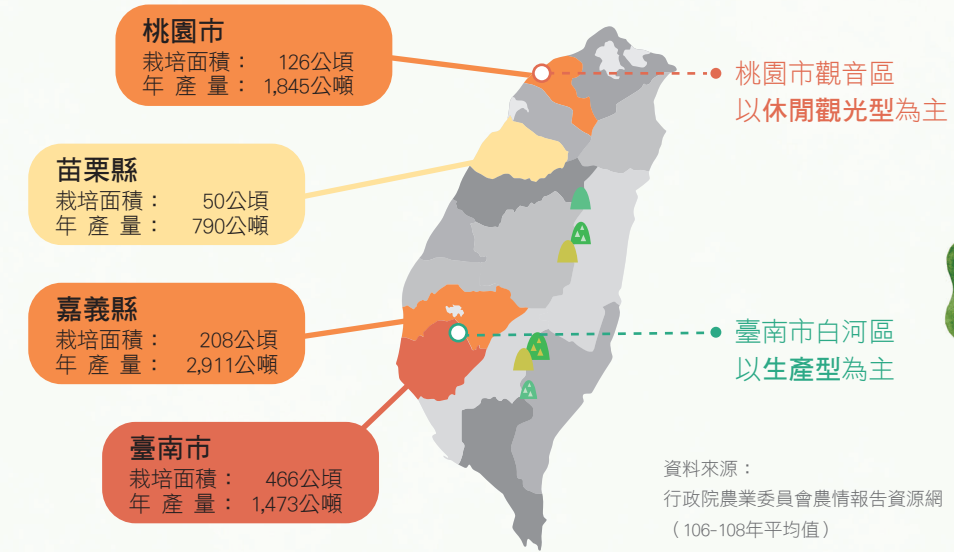 桃園市
栽培面積： 126公頃
年 產 量： 1,845公噸
桃園市觀音區
以休閒觀光型為主
苗栗縣
栽培面積： 50公頃
年 產 量： 790公噸
嘉義縣
栽培面積： 208公頃
年 產 量： 2,911公噸
臺南市白河區
以生產型為主
臺南市
栽培面積： 466公頃
年 產 量： 1,473公噸
資料來源：
行政院農業委員會農情報告資源網
（106-108年平均值）